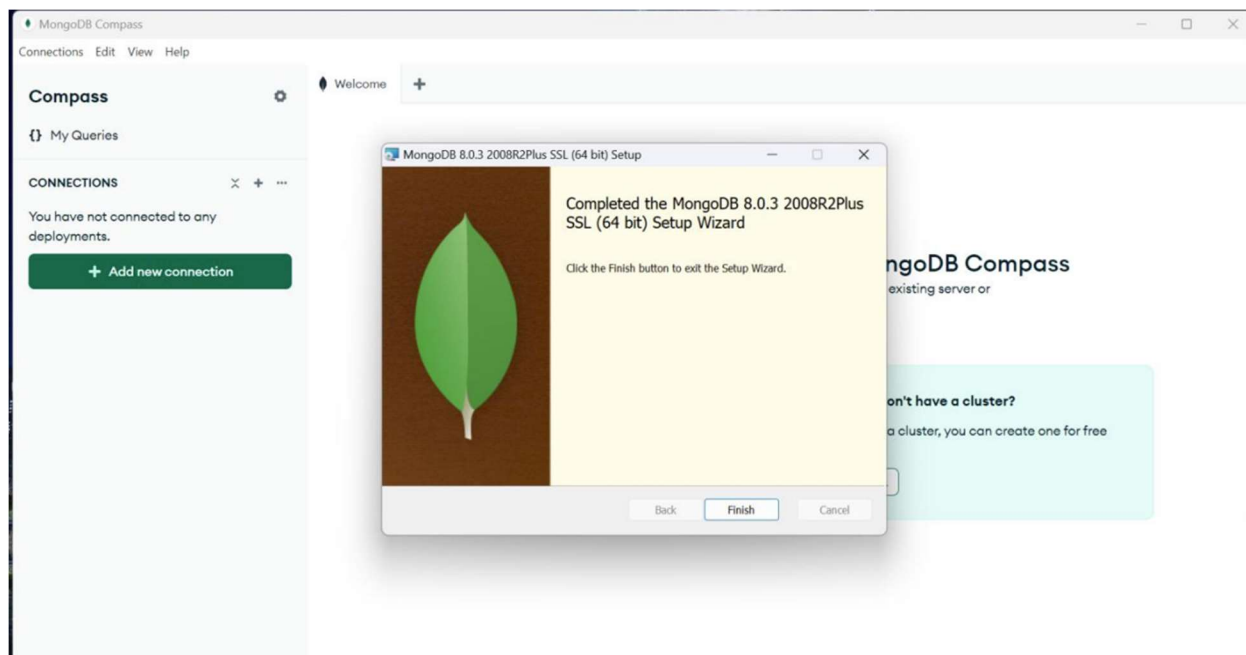 MongoDB Compass
Connections Edit View Help
Compass
{} My Queries
CONNECTIONS
You have not connected to any
deployments.
+ Add new connection
Welcome +
MongoDB 8.0.3 2008R2Plus SSL (64 bit) Setup
Completed the MongoDB 8.0.3 2008R2Plus
SSL (64 bit) Setup Wizard
Click the Finish button to exit the Setup Wizard.
Back Finish Cancel
ngoDB Compass
existing server or
on't have a cluster?
a cluster, you can create one for free